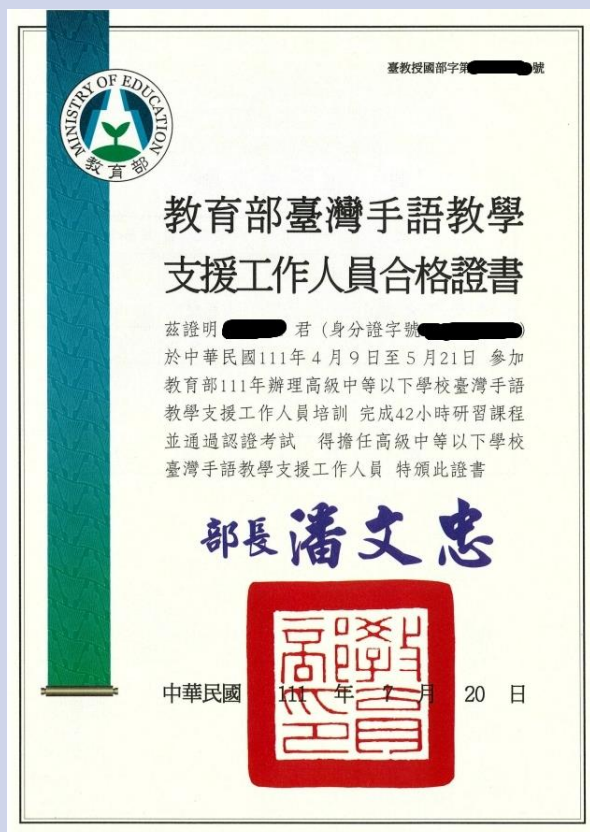 臺教授國部字第 號
MINISTRY OF EDUCATION
教育部
教育部臺灣手語教學
支援工作人員合格證書
茲證明 君(身分證字號 )
於中華民國111年4月9日至5月21日 參加
教育部111年辦理高級中等以下學校臺灣手語
教學支援工作人員培訓 完成42小時研習課程
並通過認證考試 得擔任高級中等以下學校
臺灣手語教學支援工作人員 特頒此證書
部長潘文忠
教育部印
中華民國 111 年 7 月 20 日